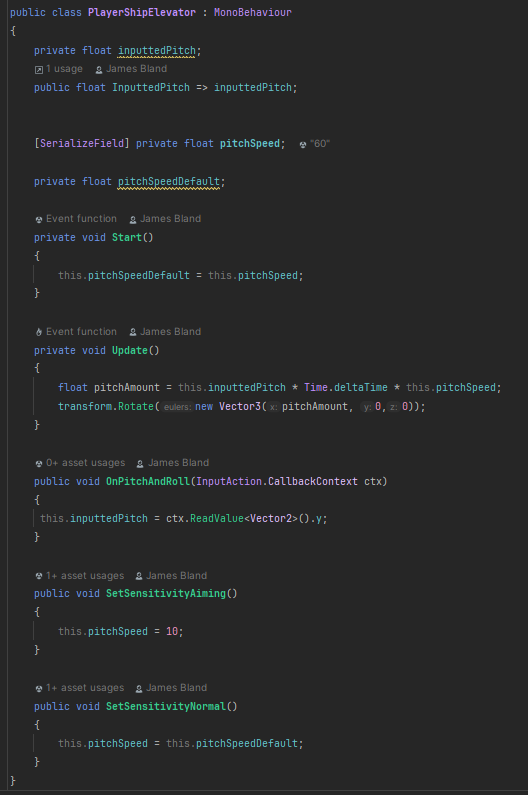 public class PlayerShipElevator : MonoBehaviour
{
private float inputtedPitch;
1 usage James Bland
public float InputtedPitch => inputtedPitch;
[SerializeField] private float pitchSpeed; "60"
private float pitchSpeedDefault;
Event function James Bland
private void Start()
{
this.pitchSpeedDefault = this.pitchSpeed;
}
Event function James Bland
private void Update()
{
float pitchAmount = this.inputtedPitch * Time.deltaTime * this.pitchSpeed;
transform.Rotate( eulers: new Vector3( x: pitchAmount, y: 0, z: 0));
}
0+ asset usages James Bland
public void OnPitchAndRoll(InputAction.CallbackContext ctx)
{
this.inputtedPitch = ctx.ReadValue<Vector2>().y;
}
1+ asset usages James Bland
public void SetSensitivityAiming()
{
this.pitchSpeed = 10;
}
1+ asset usages James Bland
public void SetSensitivityNormal()
{
this.pitchSpeed = this.pitchSpeedDefault;
}
}